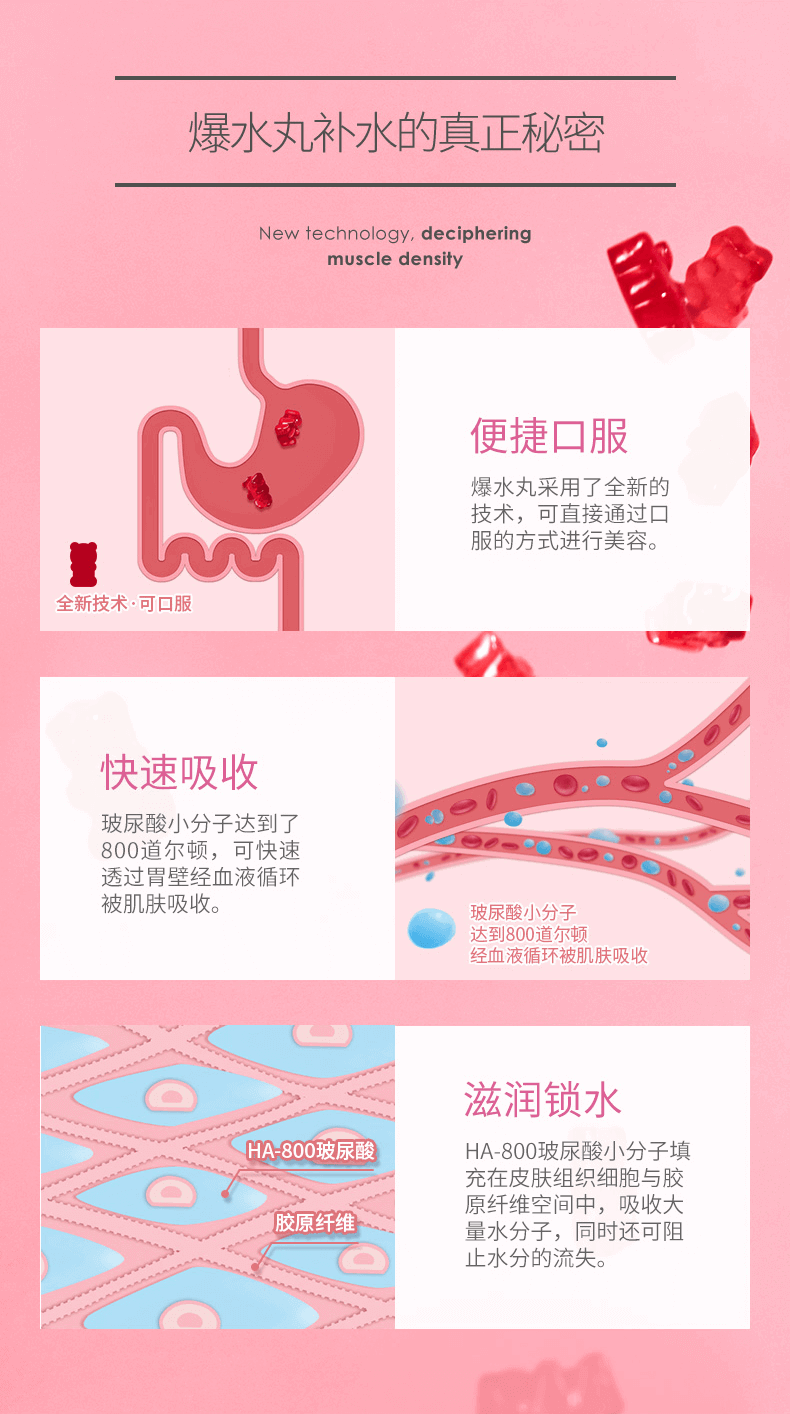 爆水丸补水的真正秘密
New technology, deciphering
muscle density
全新技术·可口服
便捷口服
爆水丸采用了全新的
技术，可直接通过口
服的方式进行美容。
快速吸收
玻尿酸小分子达到了
800道尔顿，可快速
透过胃壁经血液循环
被肌肤吸收。
玻尿酸小分子
达到800道尔顿
经血液循环被肌肤吸收
HA-800玻尿酸
胶原纤维
滋润锁水
HA-800玻尿酸小分子填
充在皮肤组织细胞与胶
原纤维空间中，吸收大
量水分子，同时还可阻
止水分的流失。